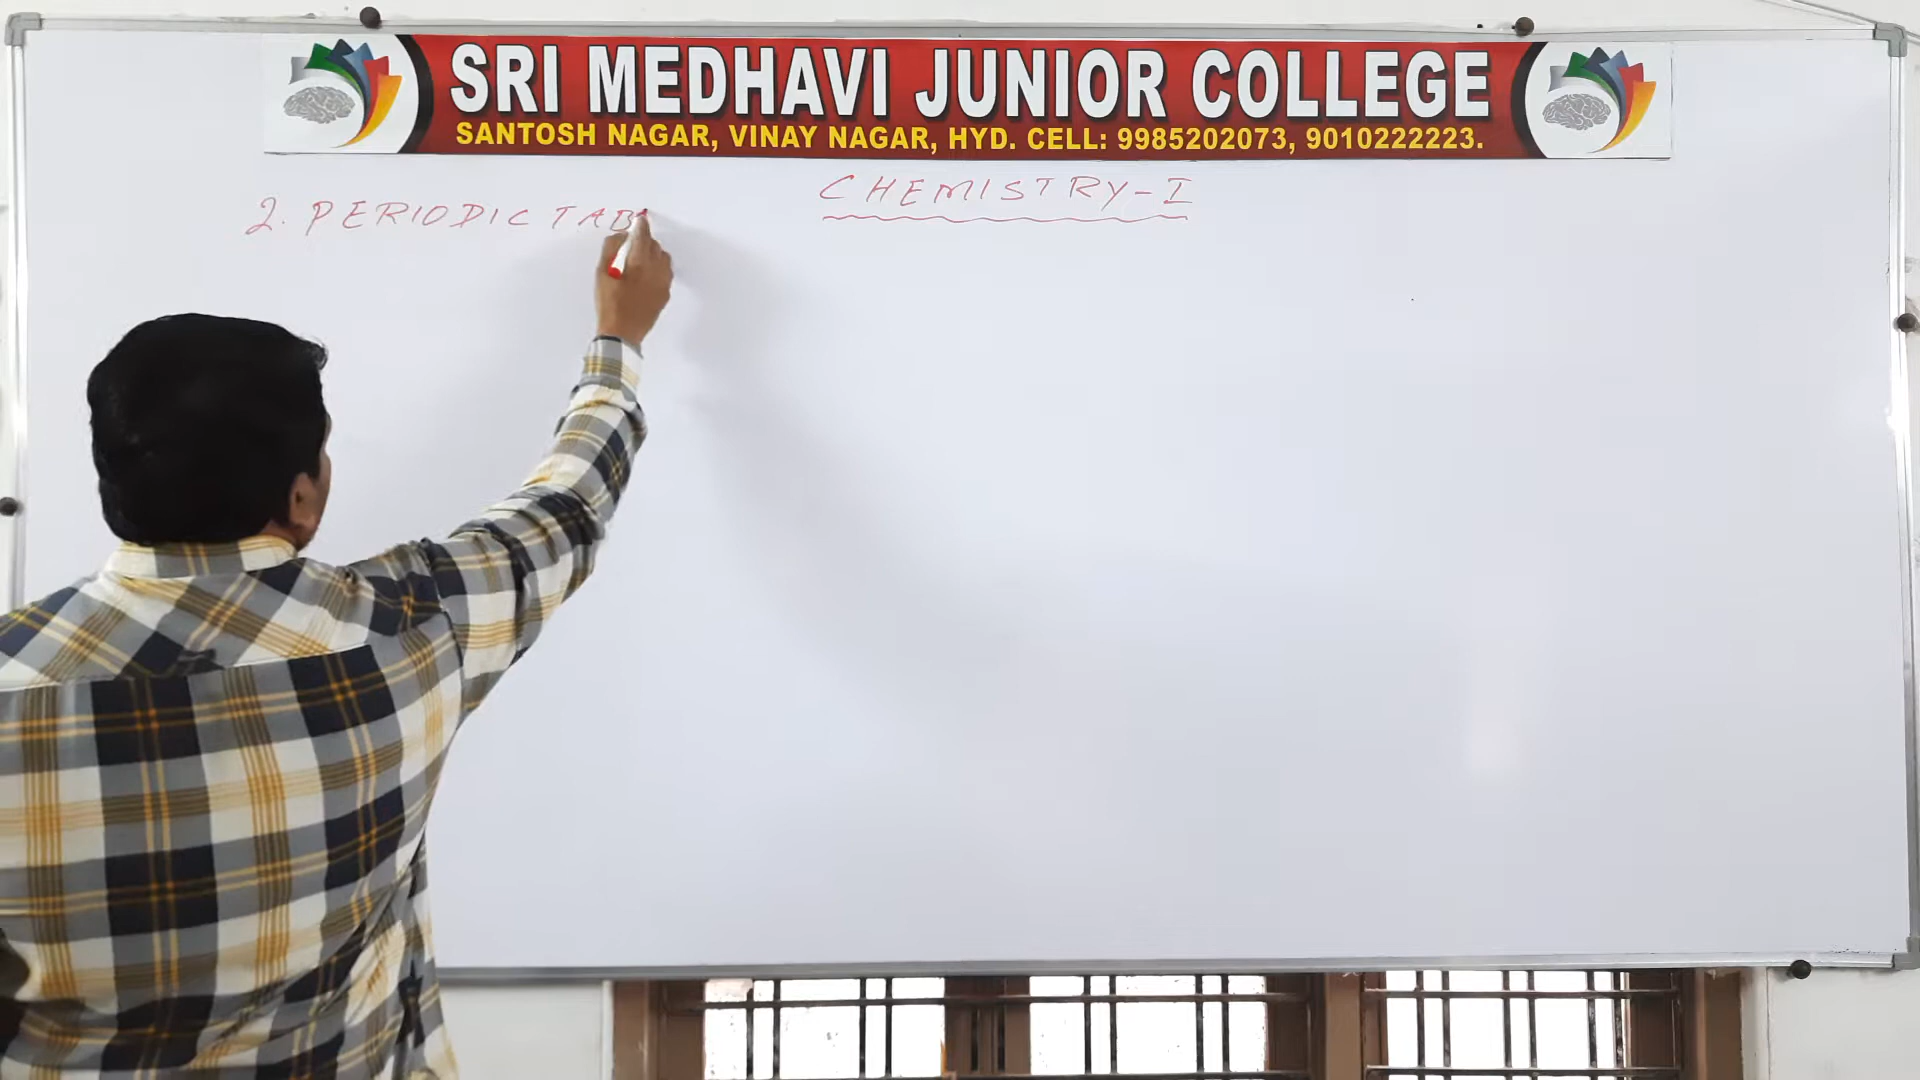 SRI MEDHAVI JUNIOR COLLEGE
SANTOSH NAGAR, VINAY NAGAR, HYD. CELL: 9985202073, 9010222223.
CHEMISTRY-I
2. PERIODIC TAB